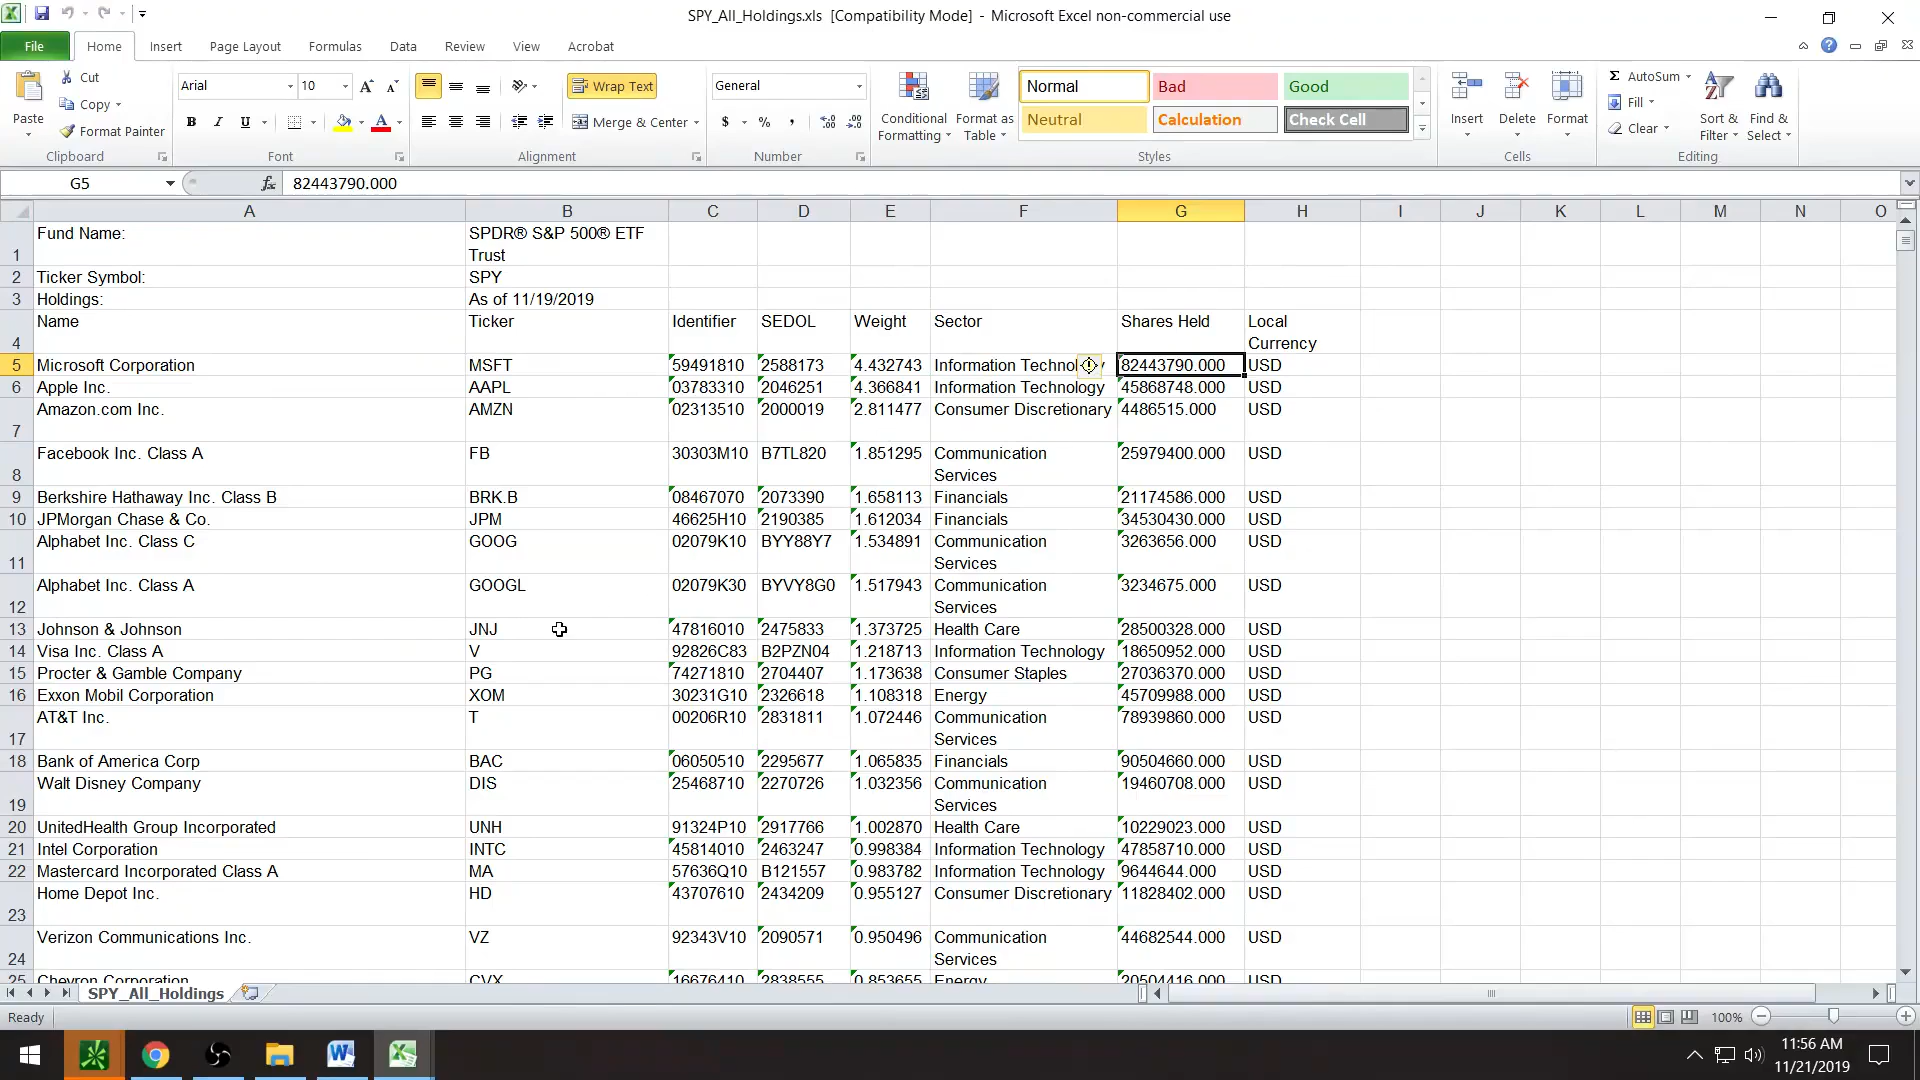 SPY_All_Holdings.xls [Compatibility Mode] - Microsoft Excel non-commercial use
File Home Insert Page Layout Formulas Data Review View Acrobat
Paste Cut Copy Format Painter Clipboard
Arial 10 A A B I U A Font
Wrap Text Merge & Center Alignment
General $ % , Number
Conditional Formatting Format as Table Normal Bad Good Neutral Calculation Check Cell Styles
Insert Delete Format Cells
Σ AutoSum Fill Clear Sort & Filter Find & Select Editing
G5 fx 82443790.000
A B C D E F G H I J K L M N O
1 Fund Name: SPDR® S&P 500® ETF Trust
2 Ticker Symbol: SPY
3 Holdings: As of 11/19/2019
4 Name Ticker Identifier SEDOL Weight Sector Shares Held Local Currency
5 Microsoft Corporation MSFT 59491810 2588173 4.432743 Information Technology 82443790.000 USD
6 Apple Inc. AAPL 03783310 2046251 4.366841 Information Technology 45868748.000 USD
7 Amazon.com Inc. AMZN 02313510 2000019 2.811477 Consumer Discretionary 4486515.000 USD
8 Facebook Inc. Class A FB 30303M10 B7TL820 1.851295 Communication Services 25979400.000 USD
9 Berkshire Hathaway Inc. Class B BRK.B 08467070 2073390 1.658113 Financials 21174586.000 USD
10 JPMorgan Chase & Co. JPM 46625H10 2190385 1.612034 Financials 34530430.000 USD
11 Alphabet Inc. Class C GOOG 02079K10 BYY88Y7 1.534891 Communication Services 3263656.000 USD
12 Alphabet Inc. Class A GOOGL 02079K30 BYVY8G0 1.517943 Communication Services 3234675.000 USD
13 Johnson & Johnson JNJ 47816010 2475833 1.373725 Health Care 28500328.000 USD
14 Visa Inc. Class A V 92826C83 B2PZN04 1.218713 Information Technology 18650952.000 USD
15 Procter & Gamble Company PG 74271810 2704407 1.173638 Consumer Staples 27036370.000 USD
16 Exxon Mobil Corporation XOM 30231G10 2326618 1.108318 Energy 45709988.000 USD
17 AT&T Inc. T 00206R10 2831811 1.072446 Communication Services 78939860.000 USD
18 Bank of America Corp BAC 06050510 2295677 1.065835 Financials 90504660.000 USD
19 Walt Disney Company DIS 25468710 2270726 1.032356 Communication Services 19460708.000 USD
20 UnitedHealth Group Incorporated UNH 91324P10 2917766 1.002870 Health Care 10229023.000 USD
21 Intel Corporation INTC 45814010 2463247 0.998384 Information Technology 47858710.000 USD
22 Mastercard Incorporated Class A MA 57636Q10 B121557 0.983782 Information Technology 9644644.000 USD
23 Home Depot Inc. HD 43707610 2434209 0.955127 Consumer Discretionary 11828402.000 USD
24 Verizon Communications Inc. VZ 92343V10 2090571 0.950496 Communication Services 44682544.000 USD
25 Chevron Corporation CVX 16676410 2838555 0.853655 Energy 20504416.000 USD
SPY_All_Holdings
Ready 100%
11:56 AM
11/21/2019